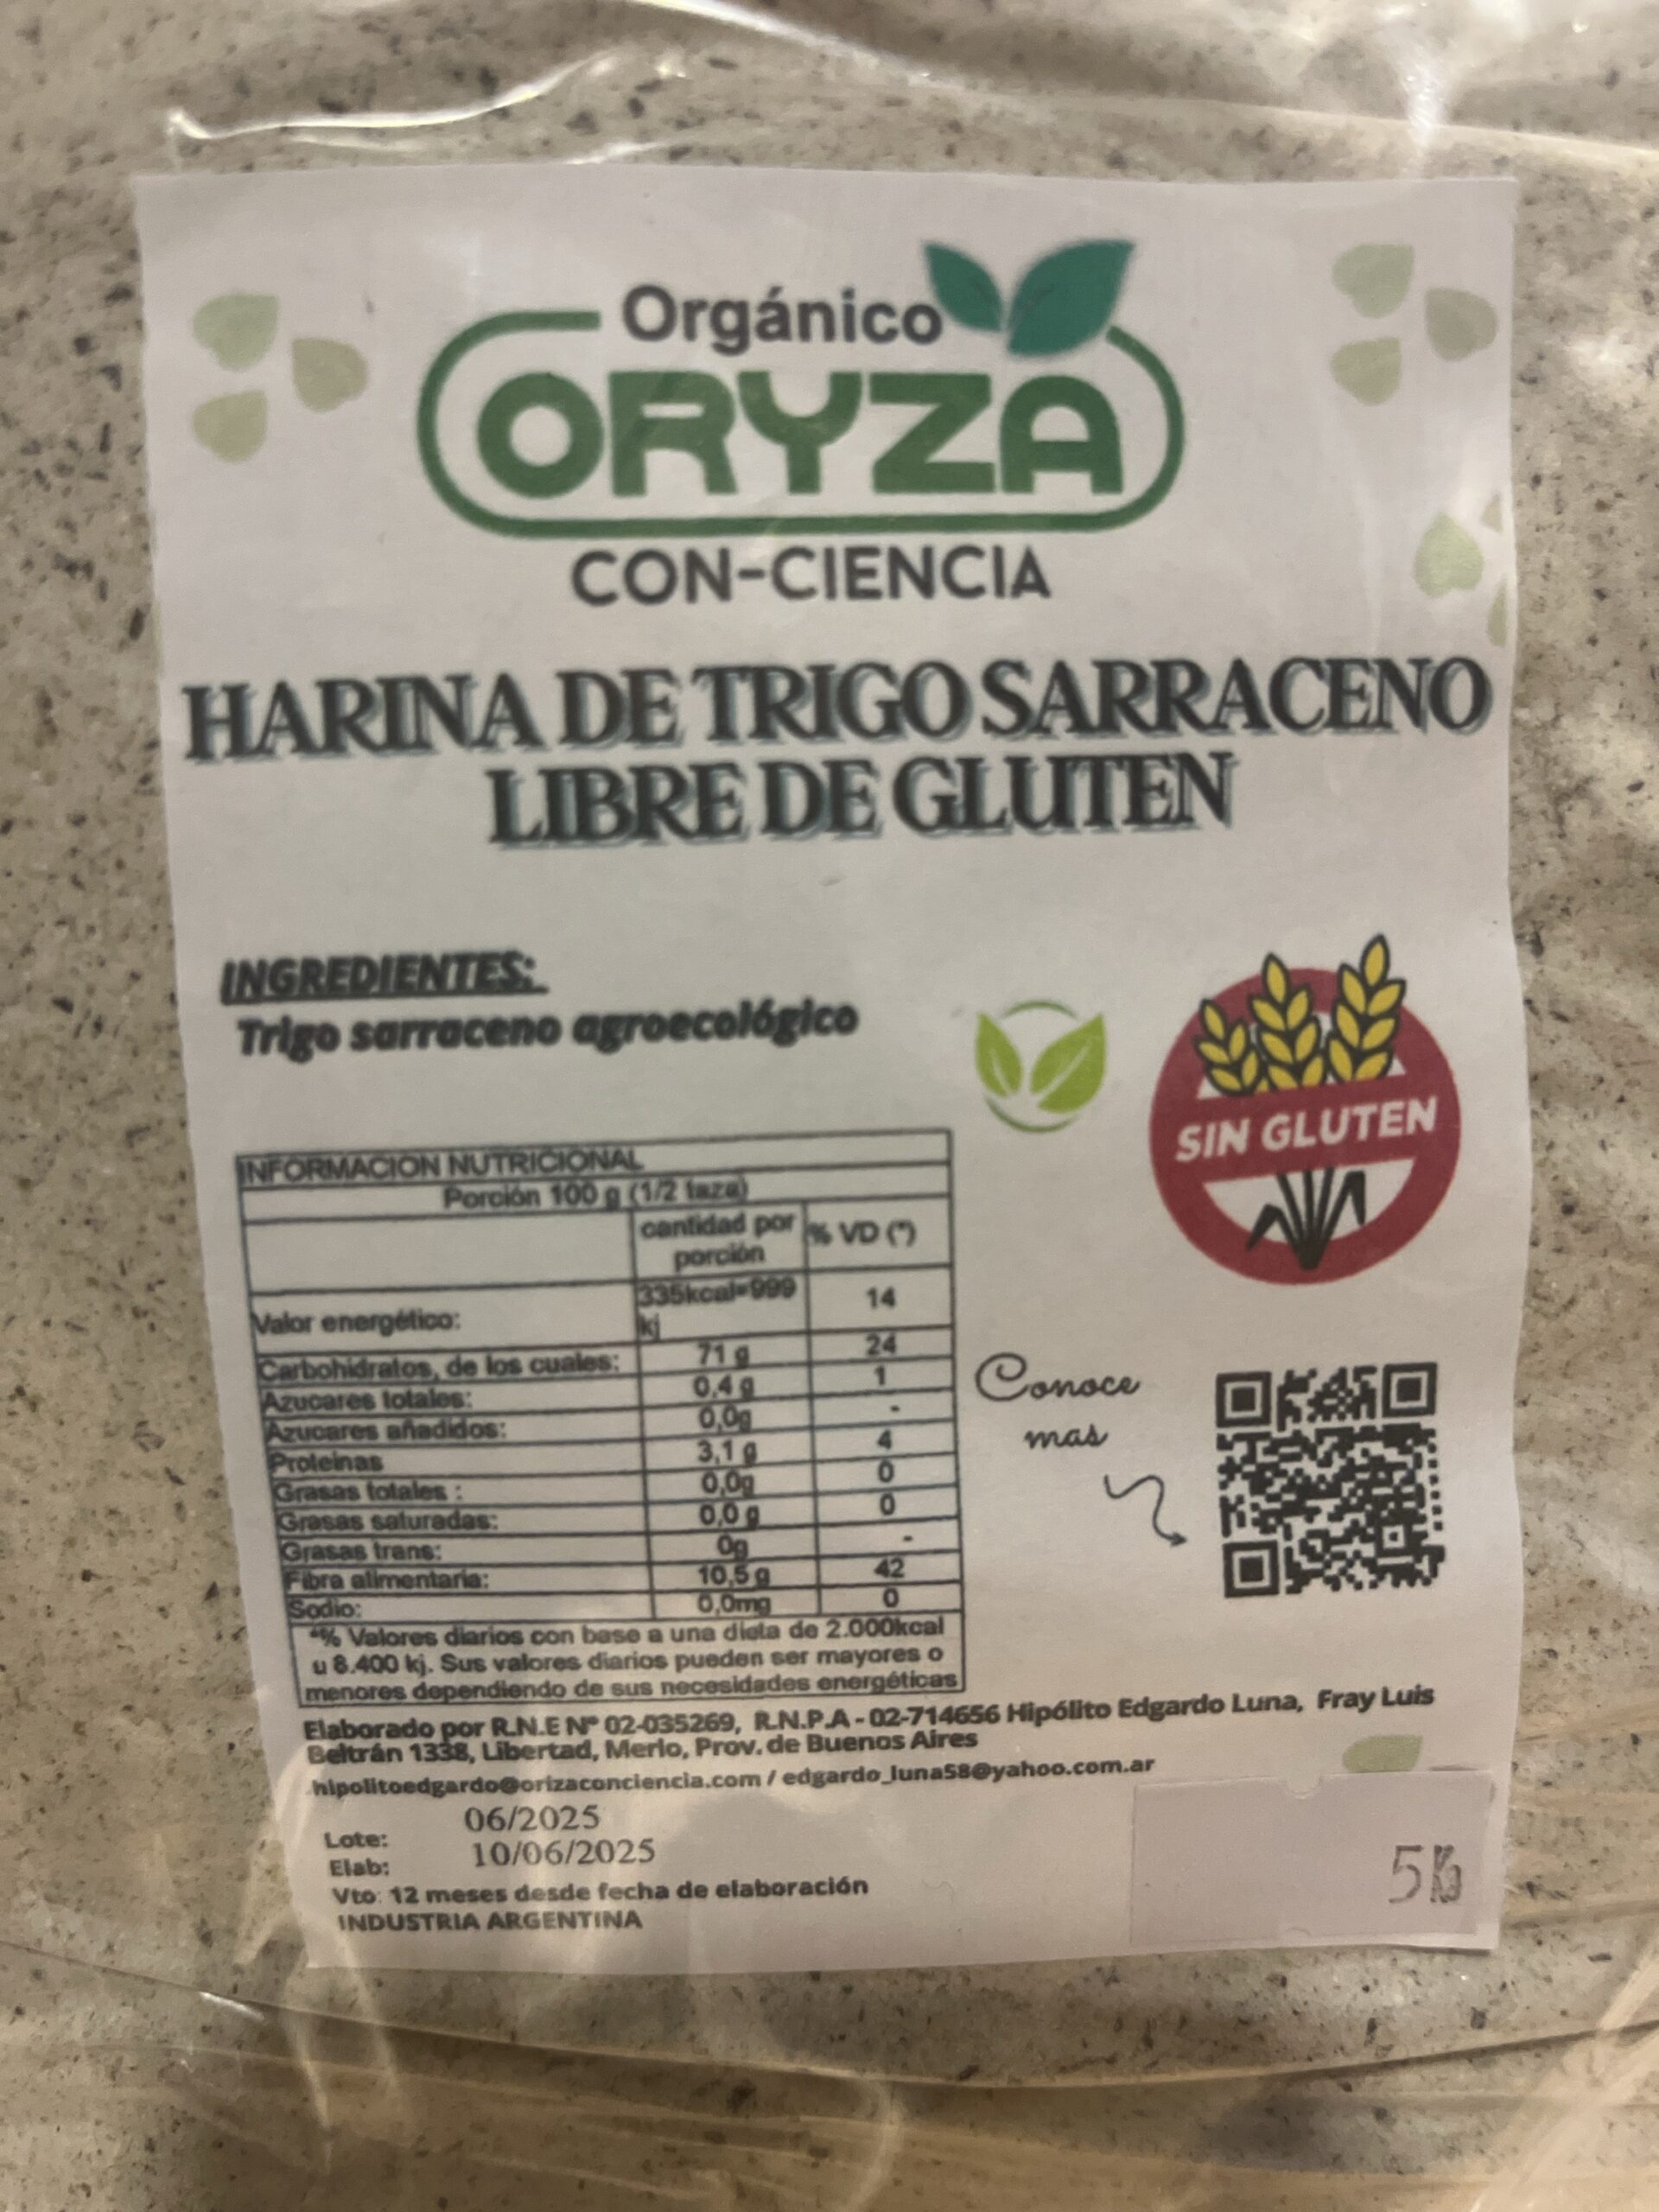 Orgánico
ORYZA
CON-CIENCIA
HARINA DE TRIGO SARRACENO
LIBRE DE GLUTEN
INGREDIENTES:
Trigo sarraceno agroecológico
SIN GLUTEN
INFORMACION NUTRICIONAL
Porción 100 g (1/2 taza)
cantidad por porción % VD (*)
Valor energético: 335kcal=999 kj 14
Carbohidratos, de los cuales: 71 g 24
Azucares totales: 0,4 g 1
Azucares añadidos: 0,0g -
Proteinas 3,1 g 4
Grasas totales : 0,0g 0
Grasas saturadas: 0,0 g 0
Grasas trans: 0g -
Fibra alimentaria: 10,5 g 42
Sodio: 0,0mg 0
*% Valores diarios con base a una dieta de 2.000kcal
u 8.400 kj. Sus valores diarios pueden ser mayores o
menores dependiendo de sus necesidades energéticas
Conoce
mas
Elaborado por R.N.E Nº 02-035269, R.N.P.A - 02-714656 Hipólito Edgardo Luna, Fray Luis
Beltrán 1338, Libertad, Merlo, Prov. de Buenos Aires
hipolitoedgardo@orizaconciencia.com / edgardo_luna58@yahoo.com.ar
Lote: 06/2025
Elab: 10/06/2025
Vto: 12 meses desde fecha de elaboración
INDUSTRIA ARGENTINA